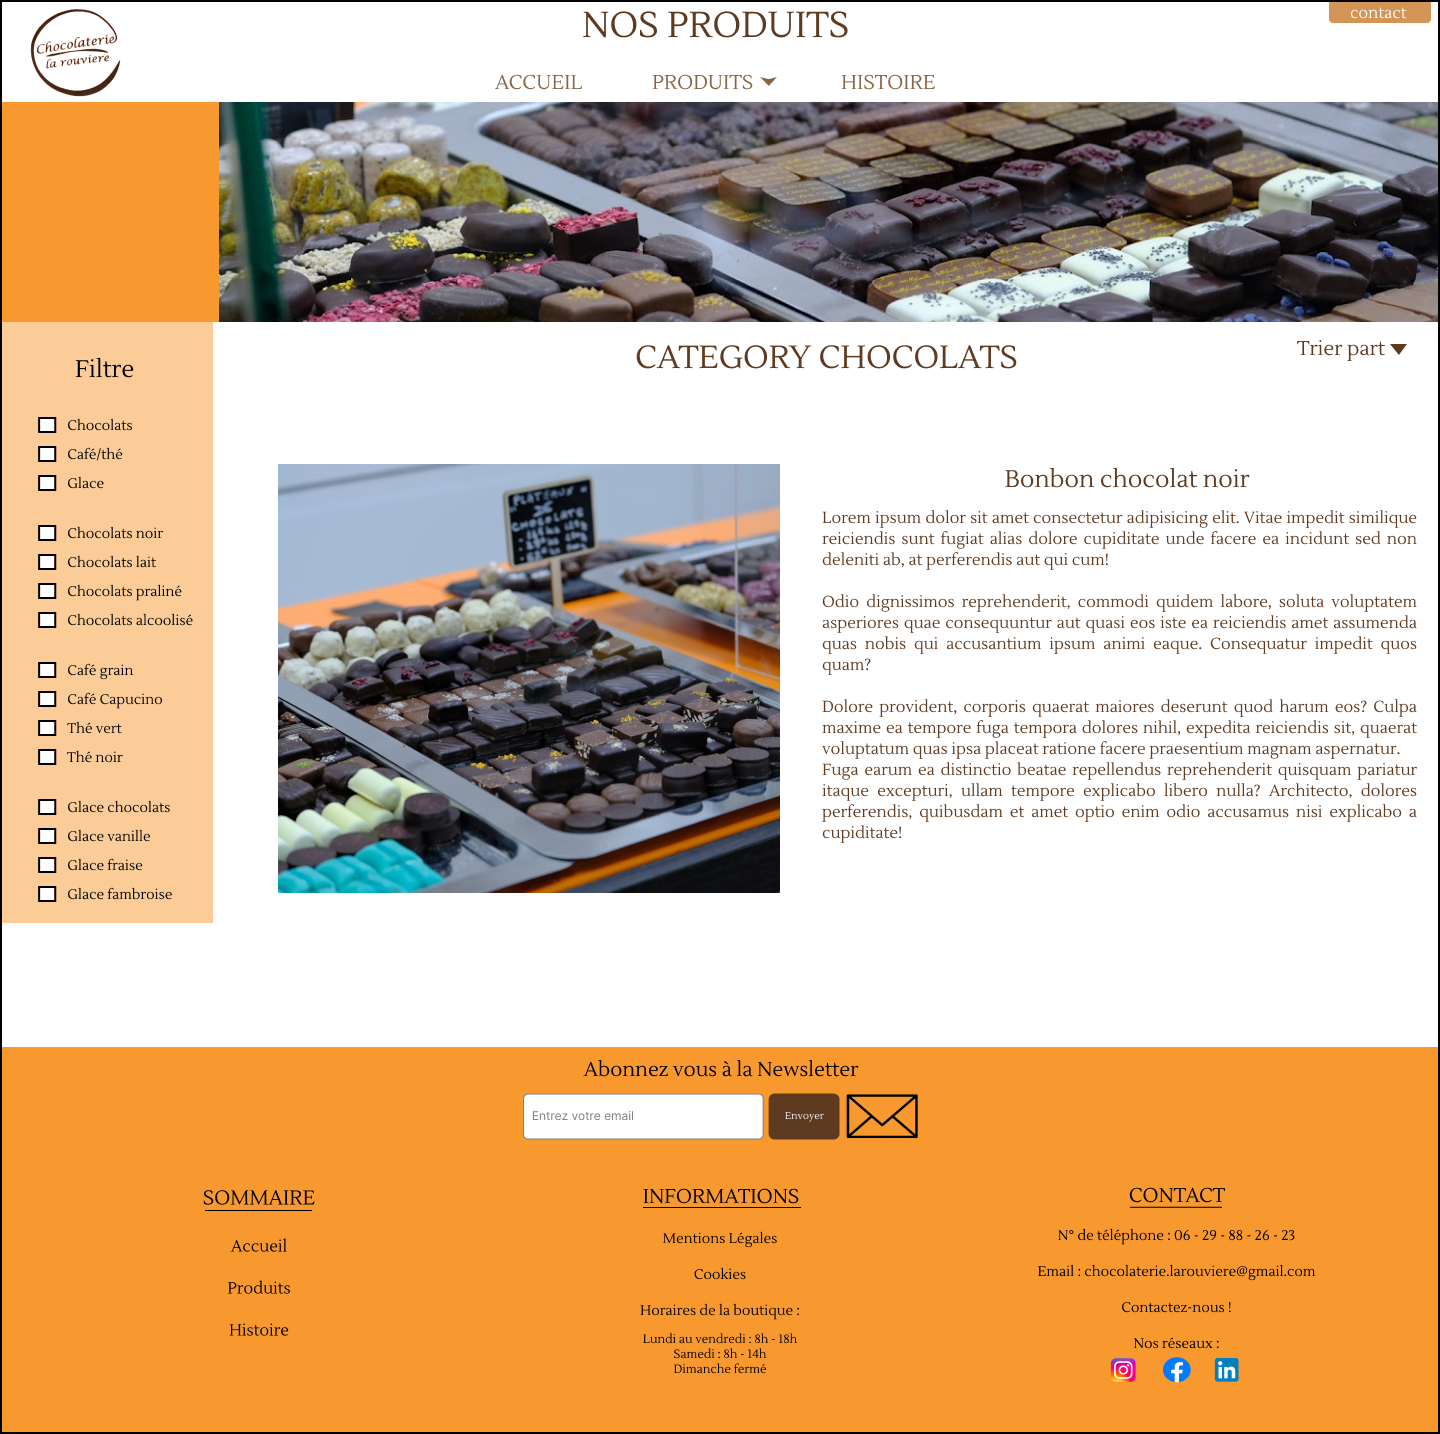 Chocolaterie
la rouviere
NOS PRODUITS
contact
ACCUEIL
PRODUITS
HISTOIRE
Filtre
Chocolats
Café/thé
Glace
Chocolats noir
Chocolats lait
Chocolats praliné
Chocolats alcoolisé
Café grain
Café Capucino
Thé vert
Thé noir
Glace chocolats
Glace vanille
Glace fraise
Glace fambroise
CATEGORY CHOCOLATS
Trier part
PLATEAUX
CHOCOLATS
Bonbon chocolat noir
Lorem ipsum dolor sit amet consectetur adipisicing elit. Vitae impedit similique
reiciendis sunt fugiat alias dolore cupiditate unde facere ea incidunt sed non
deleniti ab, at perferendis aut qui cum!
Odio dignissimos reprehenderit, commodi quidem labore, soluta voluptatem
asperiores quae consequuntur aut quasi eos iste ea reiciendis amet assumenda
quas nobis qui accusantium ipsum animi eaque. Consequatur impedit quos
quam?
Dolore provident, corporis quaerat maiores deserunt quod harum eos? Culpa
maxime ea tempore fuga tempora dolores nihil, expedita reiciendis sit, quaerat
voluptatum quas ipsa placeat ratione facere praesentium magnam aspernatur.
Fuga earum ea distinctio beatae repellendus reprehenderit quisquam pariatur
itaque excepturi, ullam tempore explicabo libero nulla? Architecto, dolores
perferendis, quibusdam et amet optio enim odio accusamus nisi explicabo a
cupiditate!
Abonnez vous à la Newsletter
Entrez votre email
Envoyer
SOMMAIRE
Accueil
Produits
Histoire
INFORMATIONS
Mentions Légales
Cookies
Horaires de la boutique :
Lundi au vendredi : 8h - 18h
Samedi : 8h - 14h
Dimanche fermé
CONTACT
N° de téléphone : 06 - 29 - 88 - 26 - 23
Email : chocolaterie.larouviere@gmail.com
Contactez-nous !
Nos réseaux :